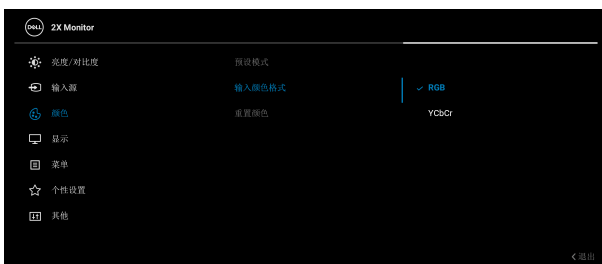 DELL 2X Monitor
亮度/对比度 预设模式
输入源 输入颜色格式 RGB
颜色 重置颜色 YCbCr
显示
菜单
个性设置
其他
退出